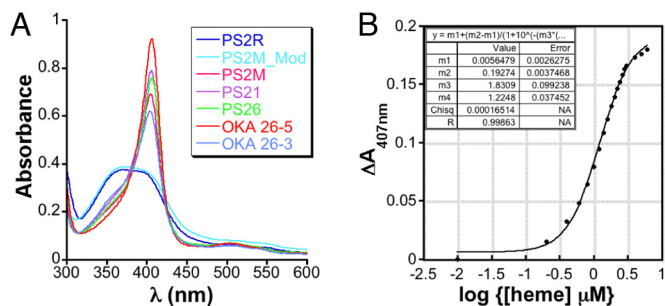 A
PS2R
PS2M_Mod
PS2M
PS21
PS26
OKA 26-5
OKA 26-3
Absorbance
1
0.8
0.6
0.4
0.2
0
300 350 400 450 500 550 600
λ (nm)
B
y = m1+(m2-m1)/(1+10^(-(m3*(...
Value Error
m1 0.0056479 0.0026275
m2 0.19274 0.0037468
m3 1.8309 0.099238
m4 1.2248 0.037452
Chisq 0.00016514 NA
R 0.99863 NA
ΔA407nm
0.2
0.15
0.1
0.05
0
-2.5 -2 -1.5 -1 -0.5 0 0.5 1
log {[heme] μM}